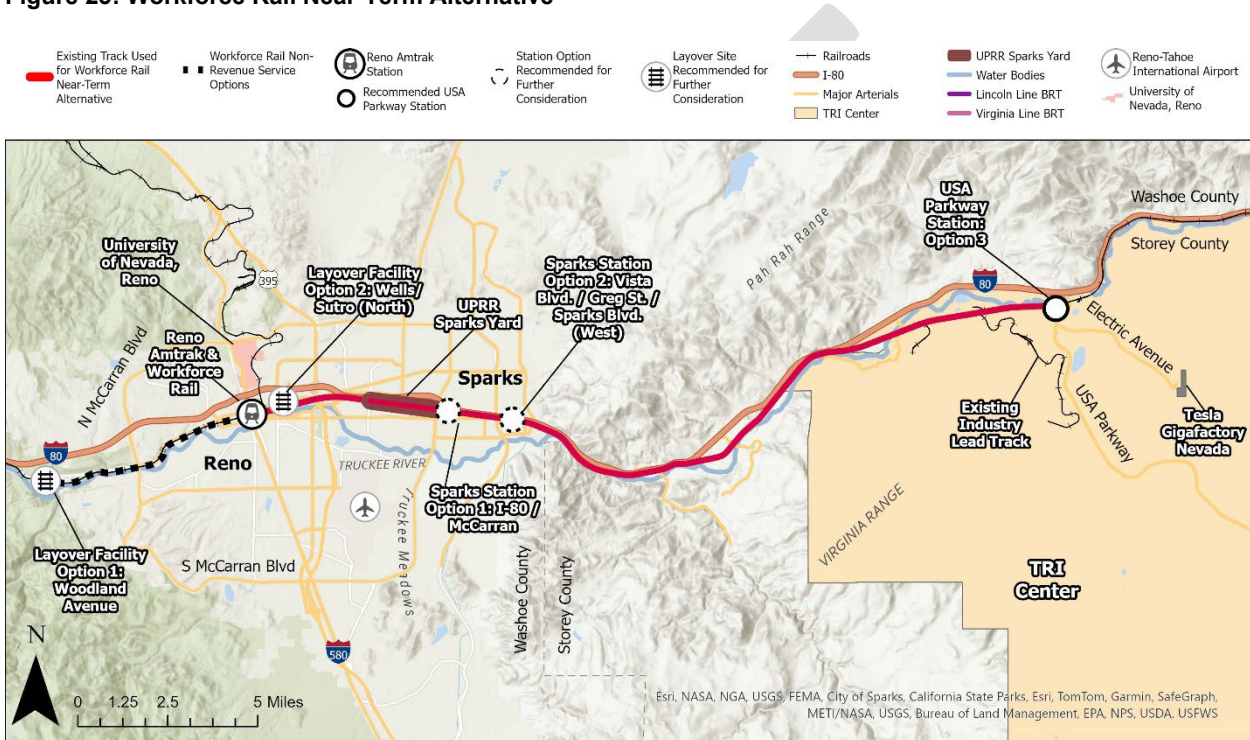 Figure 23: Workforce Rail Near-Term Alternative
Existing Track Used
for Workforce Rail
Near-Term
Alternative
Workforce Rail Non-
Revenue Service
Options
Reno Amtrak
Station
Recommended USA
Parkway Station
Station Option
Recommended for
Further
Consideration
Layover Site
Recommended for
Further
Consideration
Railroads
I-80
Major Arterials
TRI Center
UPRR Sparks Yard
Water Bodies
Lincoln Line BRT
Virginia Line BRT
Reno-Tahoe
International Airport
University of
Nevada, Reno
University
of Nevada,
Reno
395
Layover Facility
Option 2: Wells/
Sutro (North)
UPRR
Sparks Yard
Sparks Station
Option 2: Vista
Blvd. / Greg St. /
Sparks Blvd.
(West)
Pah Rah Range
USA
Parkway
Station:
Option 3
Washoe County
Storey County
80
N McCarran Blvd
Reno
Amtrak &
Workforce
Rail
Sparks
Electric Avenue
Existing
Industry
Lead Track
USA Parkway
Tesla
Gigafactory
Nevada
80
Reno
TRUCKEE RIVER
Sparks Station
Option 1: I-80 /
McCarran
Truckee Meadows
VIRGINIA RANGE
Layover Facility
Option 1:
Woodland
Avenue
S McCarran Blvd
Washoe County
Storey County
TRI
Center
N
580
0 1.25 2.5 5 Miles
Esri, NASA, NGA, USGS, FEMA, City of Sparks, California State Parks, Esri, TomTom, Garmin, SafeGraph,
METI/NASA, USGS, Bureau of Land Management, EPA, NPS, USDA, USFWS